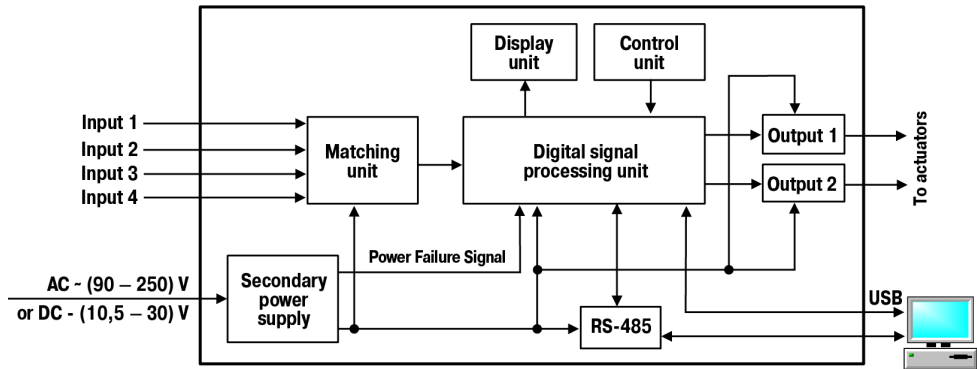 Display
unit
Control
unit
Input 1
Input 2
Input 3
Input 4
Matching
unit
Digital signal
processing unit
Output 1
Output 2
To actuators
Power Failure Signal
AC ~ (90 – 250) V
or DC - (10,5 – 30) V
Secondary
power
supply
RS-485
USB